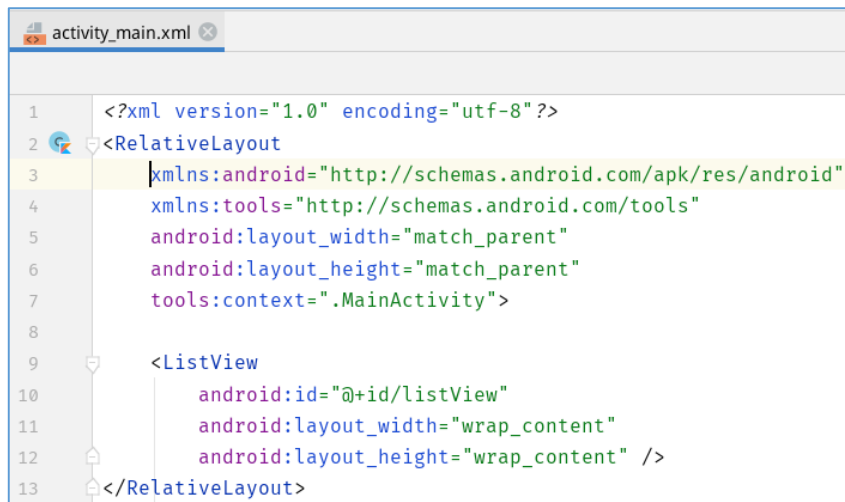 activity_main.xml
1 <?xml version="1.0" encoding="utf-8"?>
2 <RelativeLayout
3 xmlns:android="http://schemas.android.com/apk/res/android"
4 xmlns:tools="http://schemas.android.com/tools"
5 android:layout_width="match_parent"
6 android:layout_height="match_parent"
7 tools:context=".MainActivity">
8
9 <ListView
10 android:id="@+id/listView"
11 android:layout_width="wrap_content"
12 android:layout_height="wrap_content" />
13 </RelativeLayout>